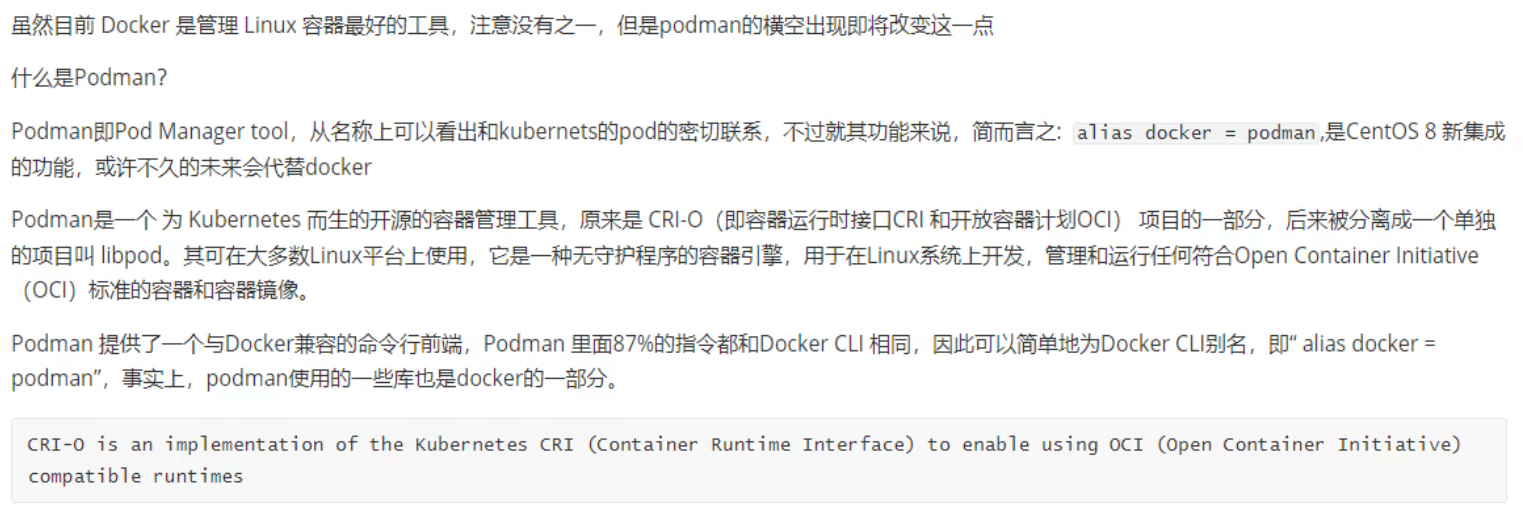 虽然目前 Docker 是管理 Linux 容器最好的工具，注意没有之一，但是podman的横空出现即将改变这一点
什么是Podman？
Podman即Pod Manager tool，从名称上可以看出和kubernets的pod的密切联系，不过就其功能来说，简而言之: alias docker = podman,是CentOS 8 新集成
的功能，或许不久的未来会代替docker
Podman是一个 为 Kubernetes 而生的开源的容器管理工具，原来是 CRI-O（即容器运行时接口CRI 和开放容器计划OCI） 项目的一部分，后来被分离成一个单独
的项目叫 libpod。其可在大多数Linux平台上使用，它是一种无守护程序的容器引擎，用于在Linux系统上开发，管理和运行任何符合Open Container Initiative
（OCI）标准的容器和容器镜像。
Podman 提供了一个与Docker兼容的命令行前端，Podman 里面87%的指令都和Docker CLI 相同，因此可以简单地为Docker CLI别名，即“ alias docker =
podman”，事实上，podman使用的一些库也是docker的一部分。
CRI-O is an implementation of the Kubernetes CRI (Container Runtime Interface) to enable using OCI (Open Container Initiative)
compatible runtimes